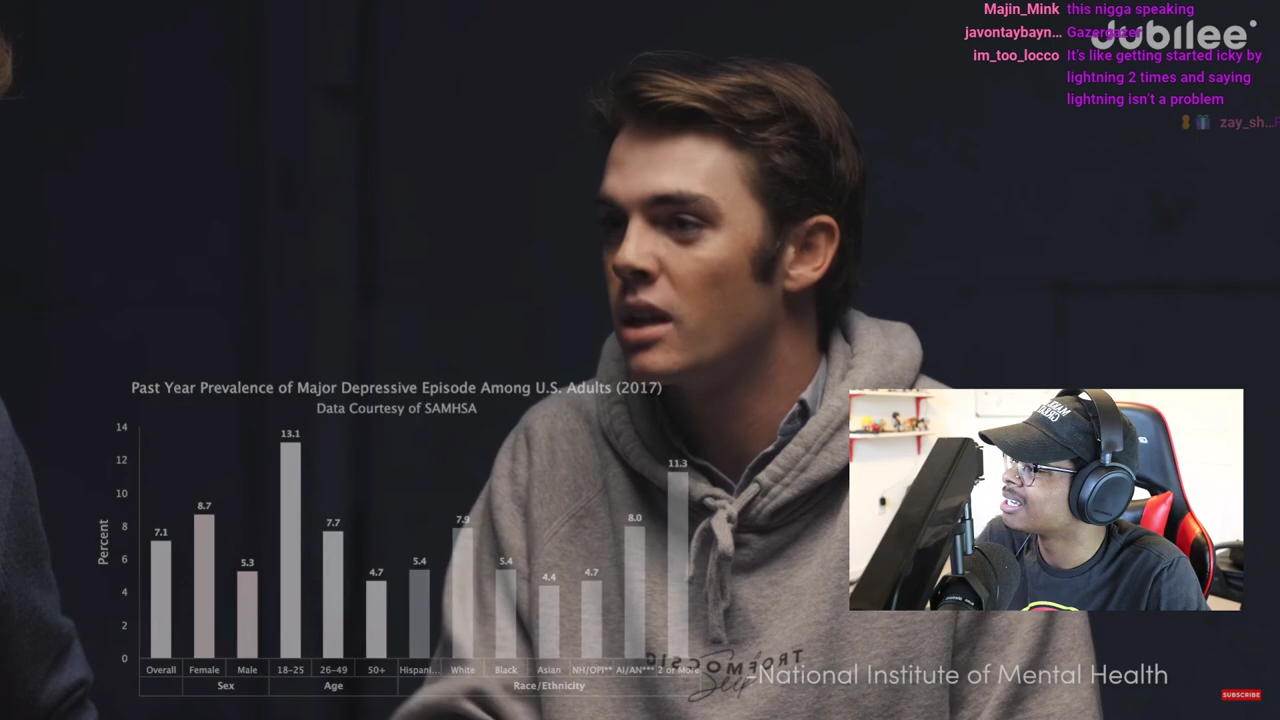 Majin_Mink this nigga speaking
Jubilee
javontaybayn... Gazergazer
im_too_locco It's like getting started icky by
lightning 2 times and saying
lightning isn't a problem
zay_sh...
Past Year Prevalence of Major Depressive Episode Among U.S. Adults (2017)
Data Courtesy of SAMHSA
Percent
14
12
10
8
6
4
2
0
7.1
8.7
5.3
13.1
7.7
4.7
5.4
7.9
5.4
4.4
4.7
8.0
11.3
Overall Female Male 18-25 26-49 50+ Hispani... White Black Asian NH/OPI** AI/AN*** 2 or More
Sex Age Race/Ethnicity
-National Institute of Mental Health
SUBSCRIBE